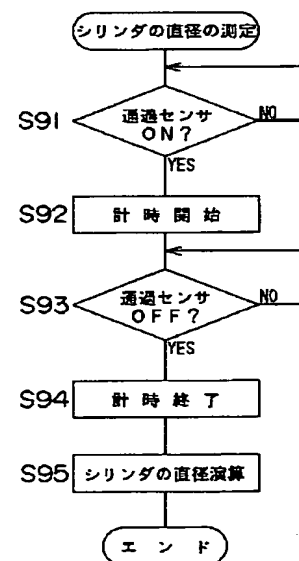 シリンダの直径の測定
S91
通過センサ
ON?
NO
YES
S92
計時開始
S93
通過センサ
OFF?
NO
YES
S94
計時終了
S95
シリンダの直径演算
エンド